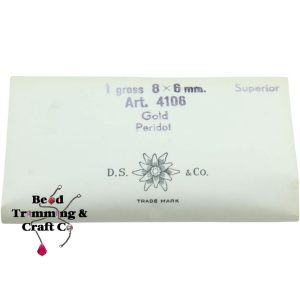 1 gross 8×6 mm. Superior
Art. 4106
Gold
Peridot
D.S. & Co.
TRADE MARK
Bead
Trimming &
Craft Co